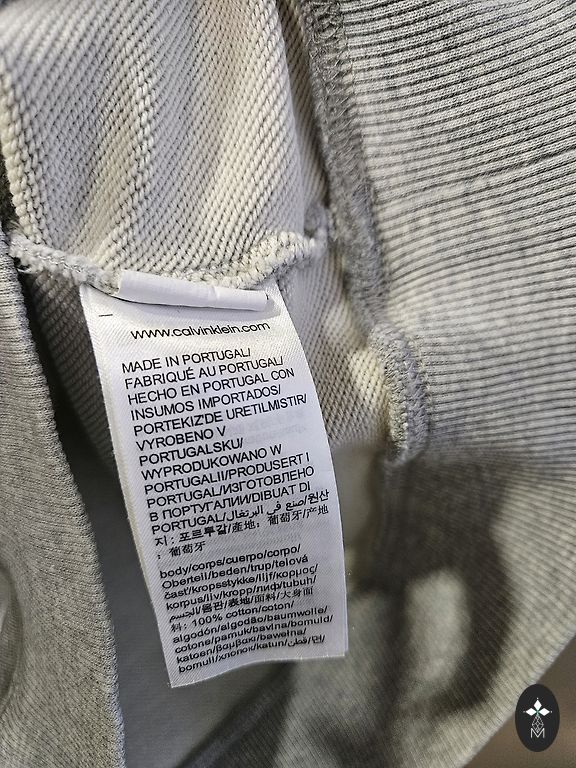 www.calvinklein.com
MADE IN PORTUGAL/
FABRIQUÉ AU PORTUGAL/
HECHO EN PORTUGAL CON
INSUMOS IMPORTADOS/
PORTEKIZ'DE URETILMISTIR/
VYROBENO V
PORTUGALSKU/
WYPRODUKOWANO W
PORTUGALII/PRODUSERT I
PORTUGAL/ИЗГОТОВЛЕНО
В ПОРТУГАЛИИ/DIBUAT DI
PORTUGAL/صنع في البرتغال/원산
지: 포르투갈/產地：葡萄牙/产地
：葡萄牙
body/corps/cuerpo/corpo/
Oberteil/beden/trup/telová
časť/kropsstykke/lijf/κορμος/
korpus/liv/kropp/лиф/tubuh/
الجسم/몸판/表地/面料/大身面
料: 100% cotton/coton/
algodón/algodão/baumwolle/
cotone/pamuk/bavlna/bomuld/
katoen/βαμβακι/bawełna/
bomull/хлопок/katun/قطن/면/
M